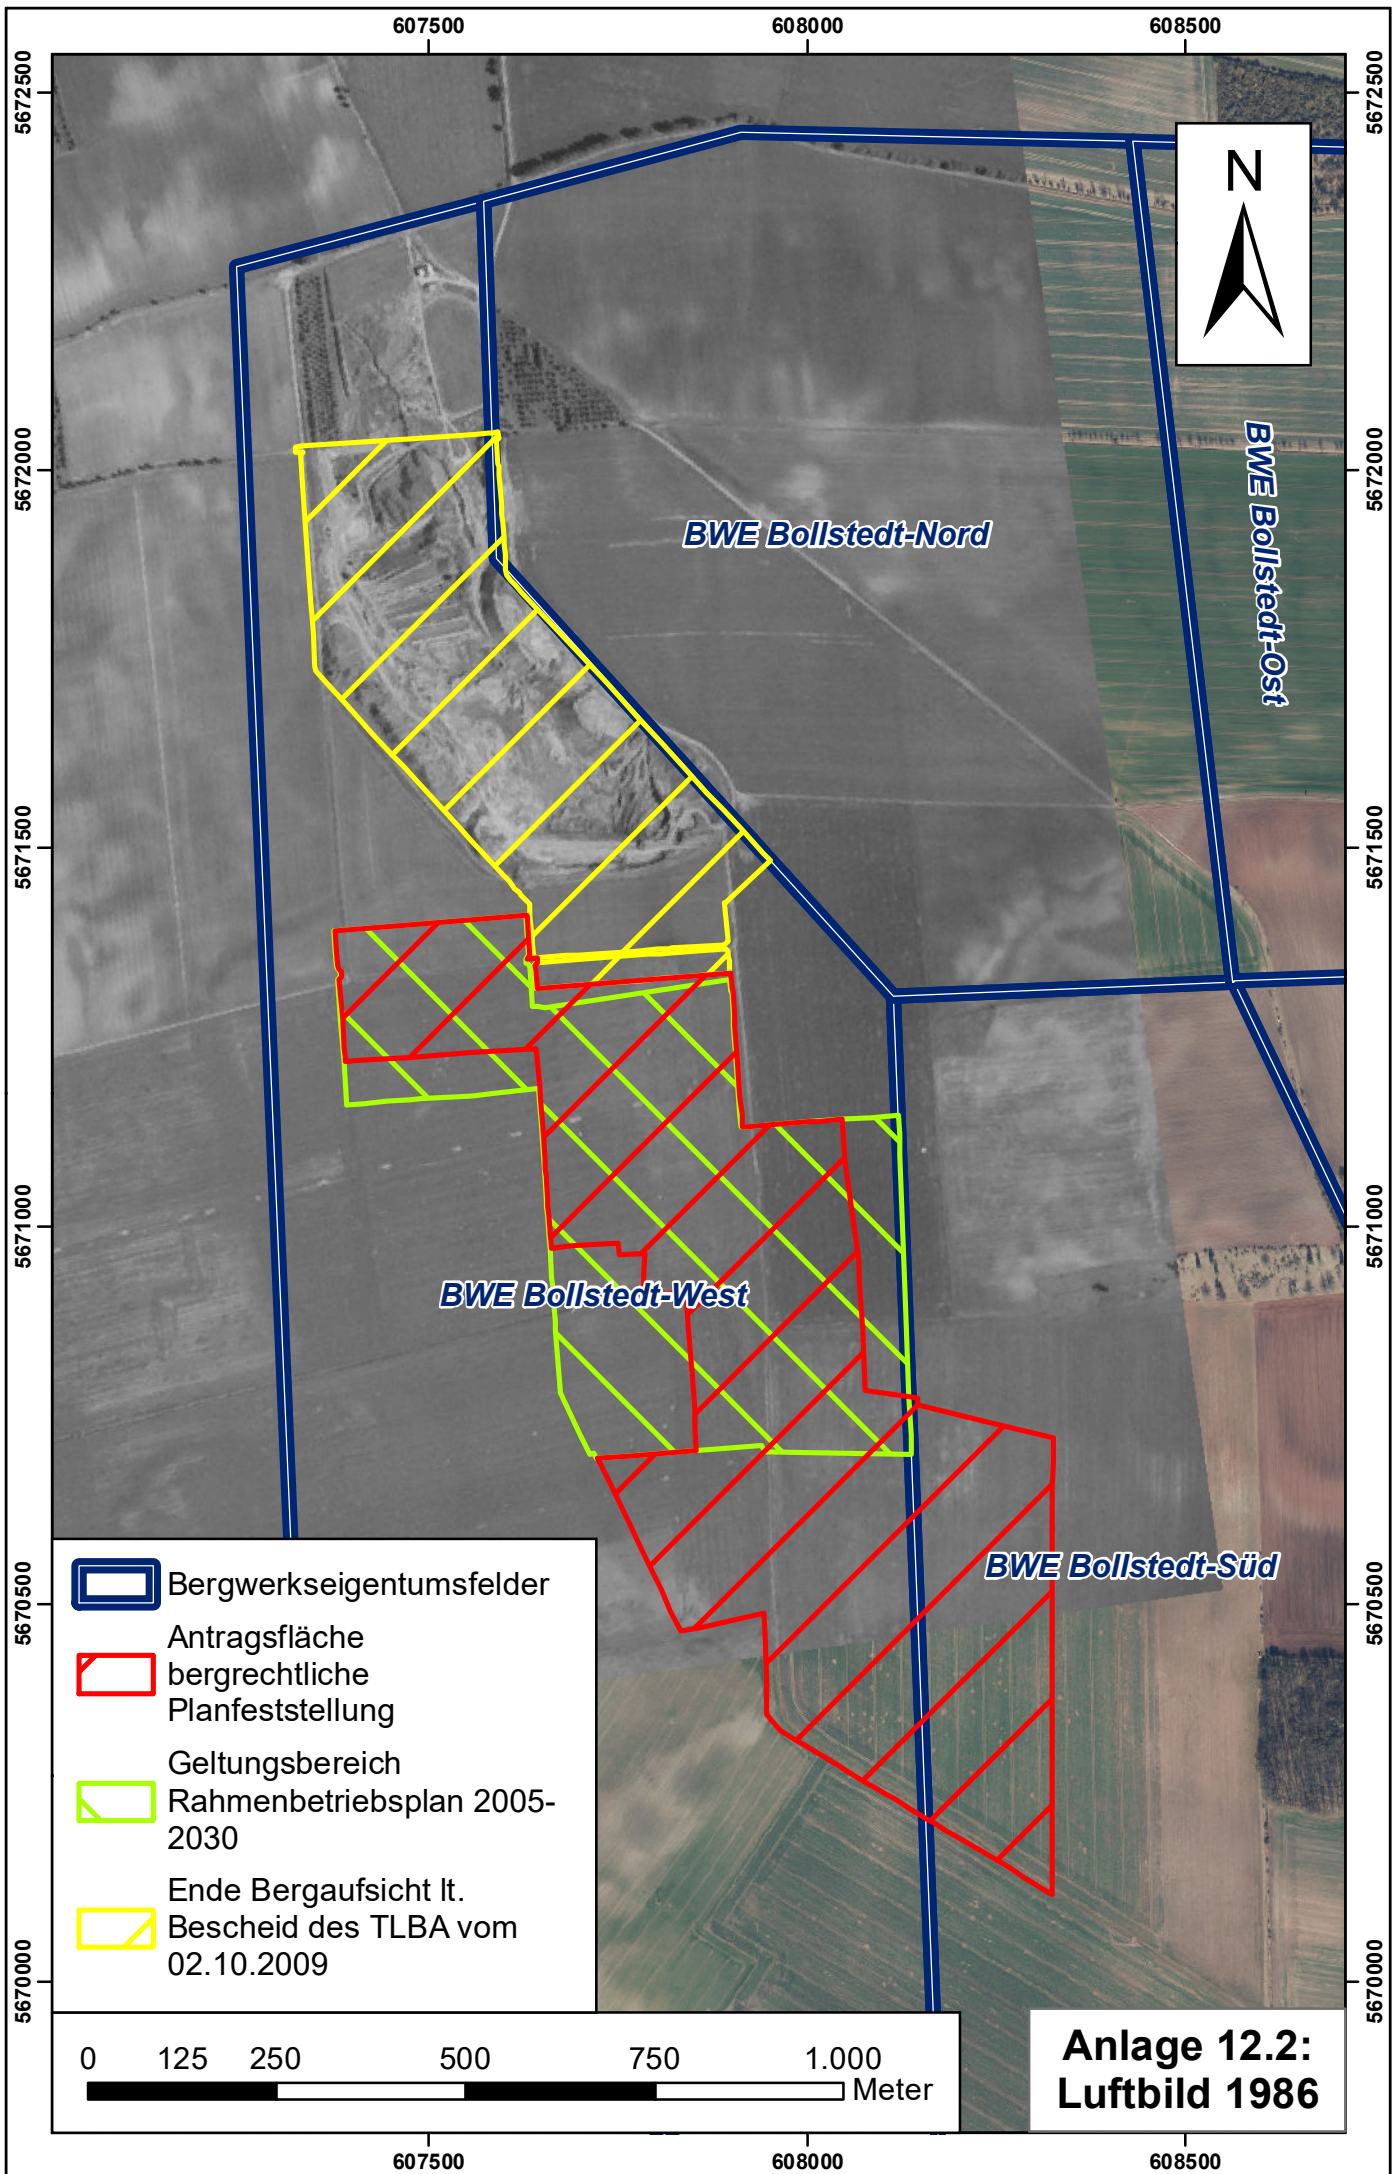 607500
608000
608500
5672500
5672500
N
5672000
5672000
BWE Bollstedt-Nord
BWE Bollstedt-Ost
5671500
5671500
5671000
5671000
BWE Bollstedt-West
BWE Bollstedt-Süd
5670500
5670500
Bergwerkseigentumsfelder
Antragsfläche
bergrechtliche
Planfeststellung
Geltungsbereich
Rahmenbetriebsplan 2005-
2030
Ende Bergaufsicht lt.
Bescheid des TLBA vom
02.10.2009
5670000
5670000
0 125 250 500 750 1.000
Meter
Anlage 12.2:
Luftbild 1986
607500
608000
608500